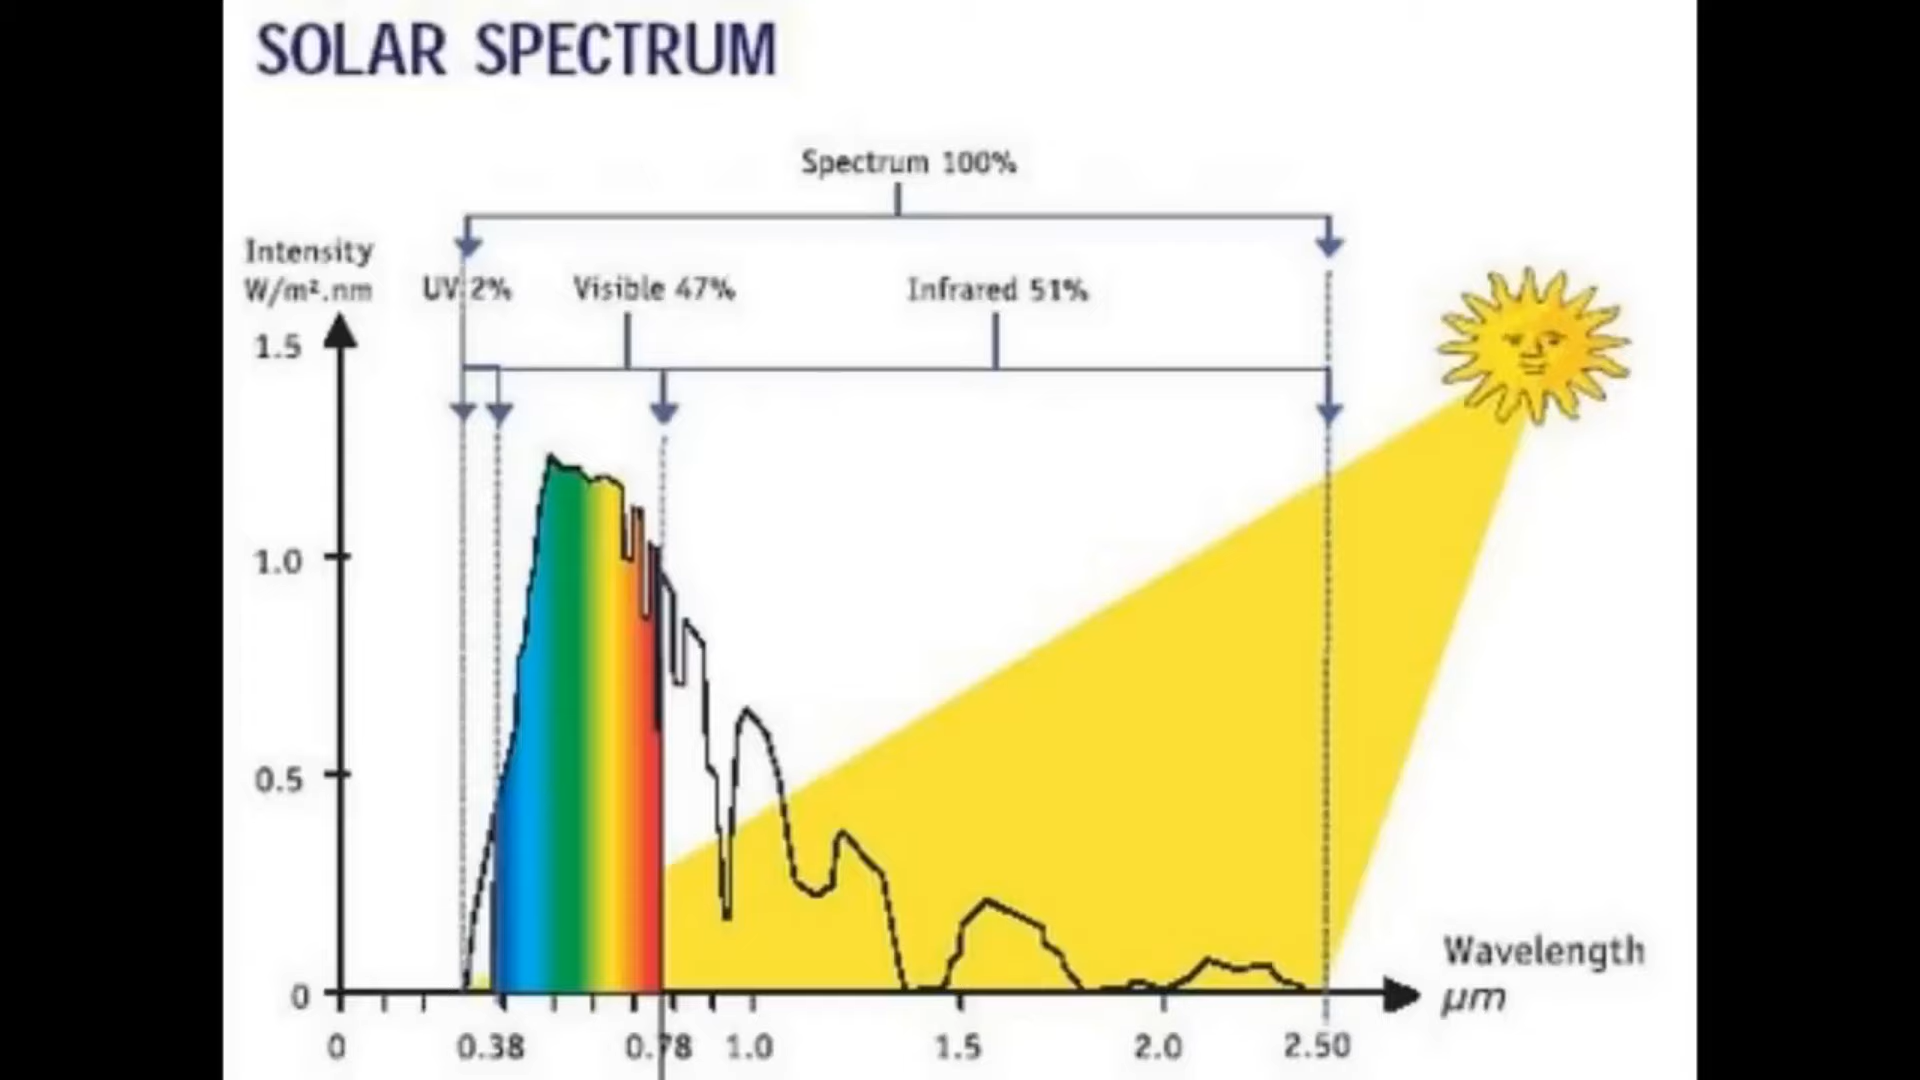 SOLAR SPECTRUM
Spectrum 100%
Intensity
W/m².nm
UV 2%
Visible 47%
Infrared 51%
1.5
1.0
0.5
0
Wavelength
µm
0 0.38 0.78 1.0 1.5 2.0 2.50